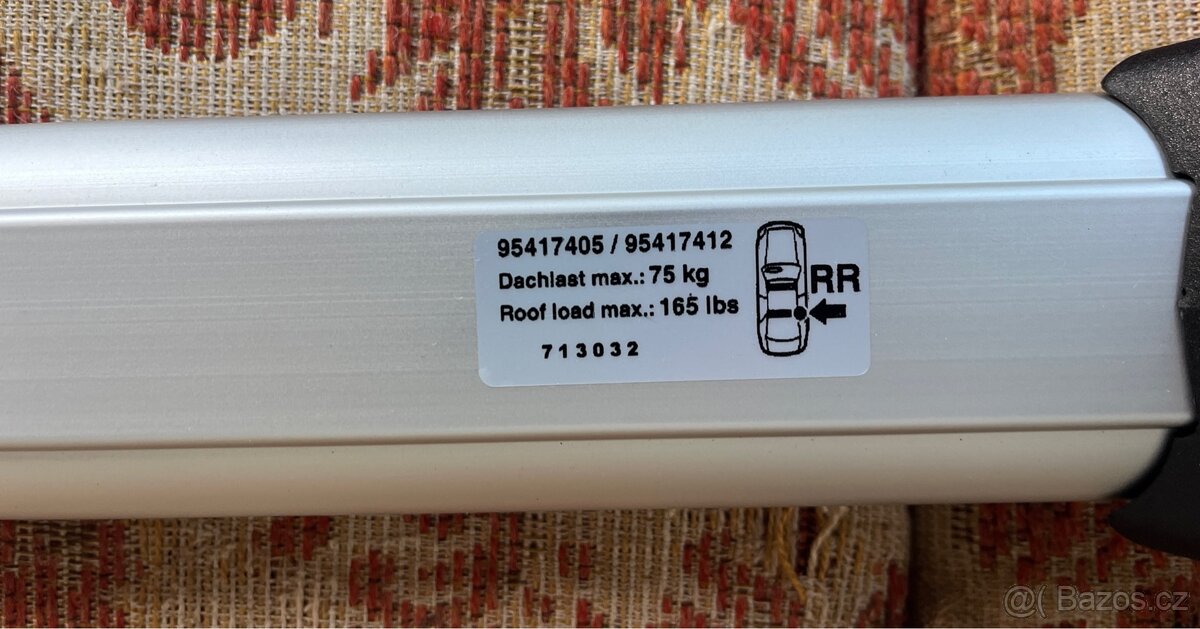 95417405 / 95417412
Dachlast max.: 75 kg
Roof load max.: 165 lbs
713032
RR
@( Bazos.cz